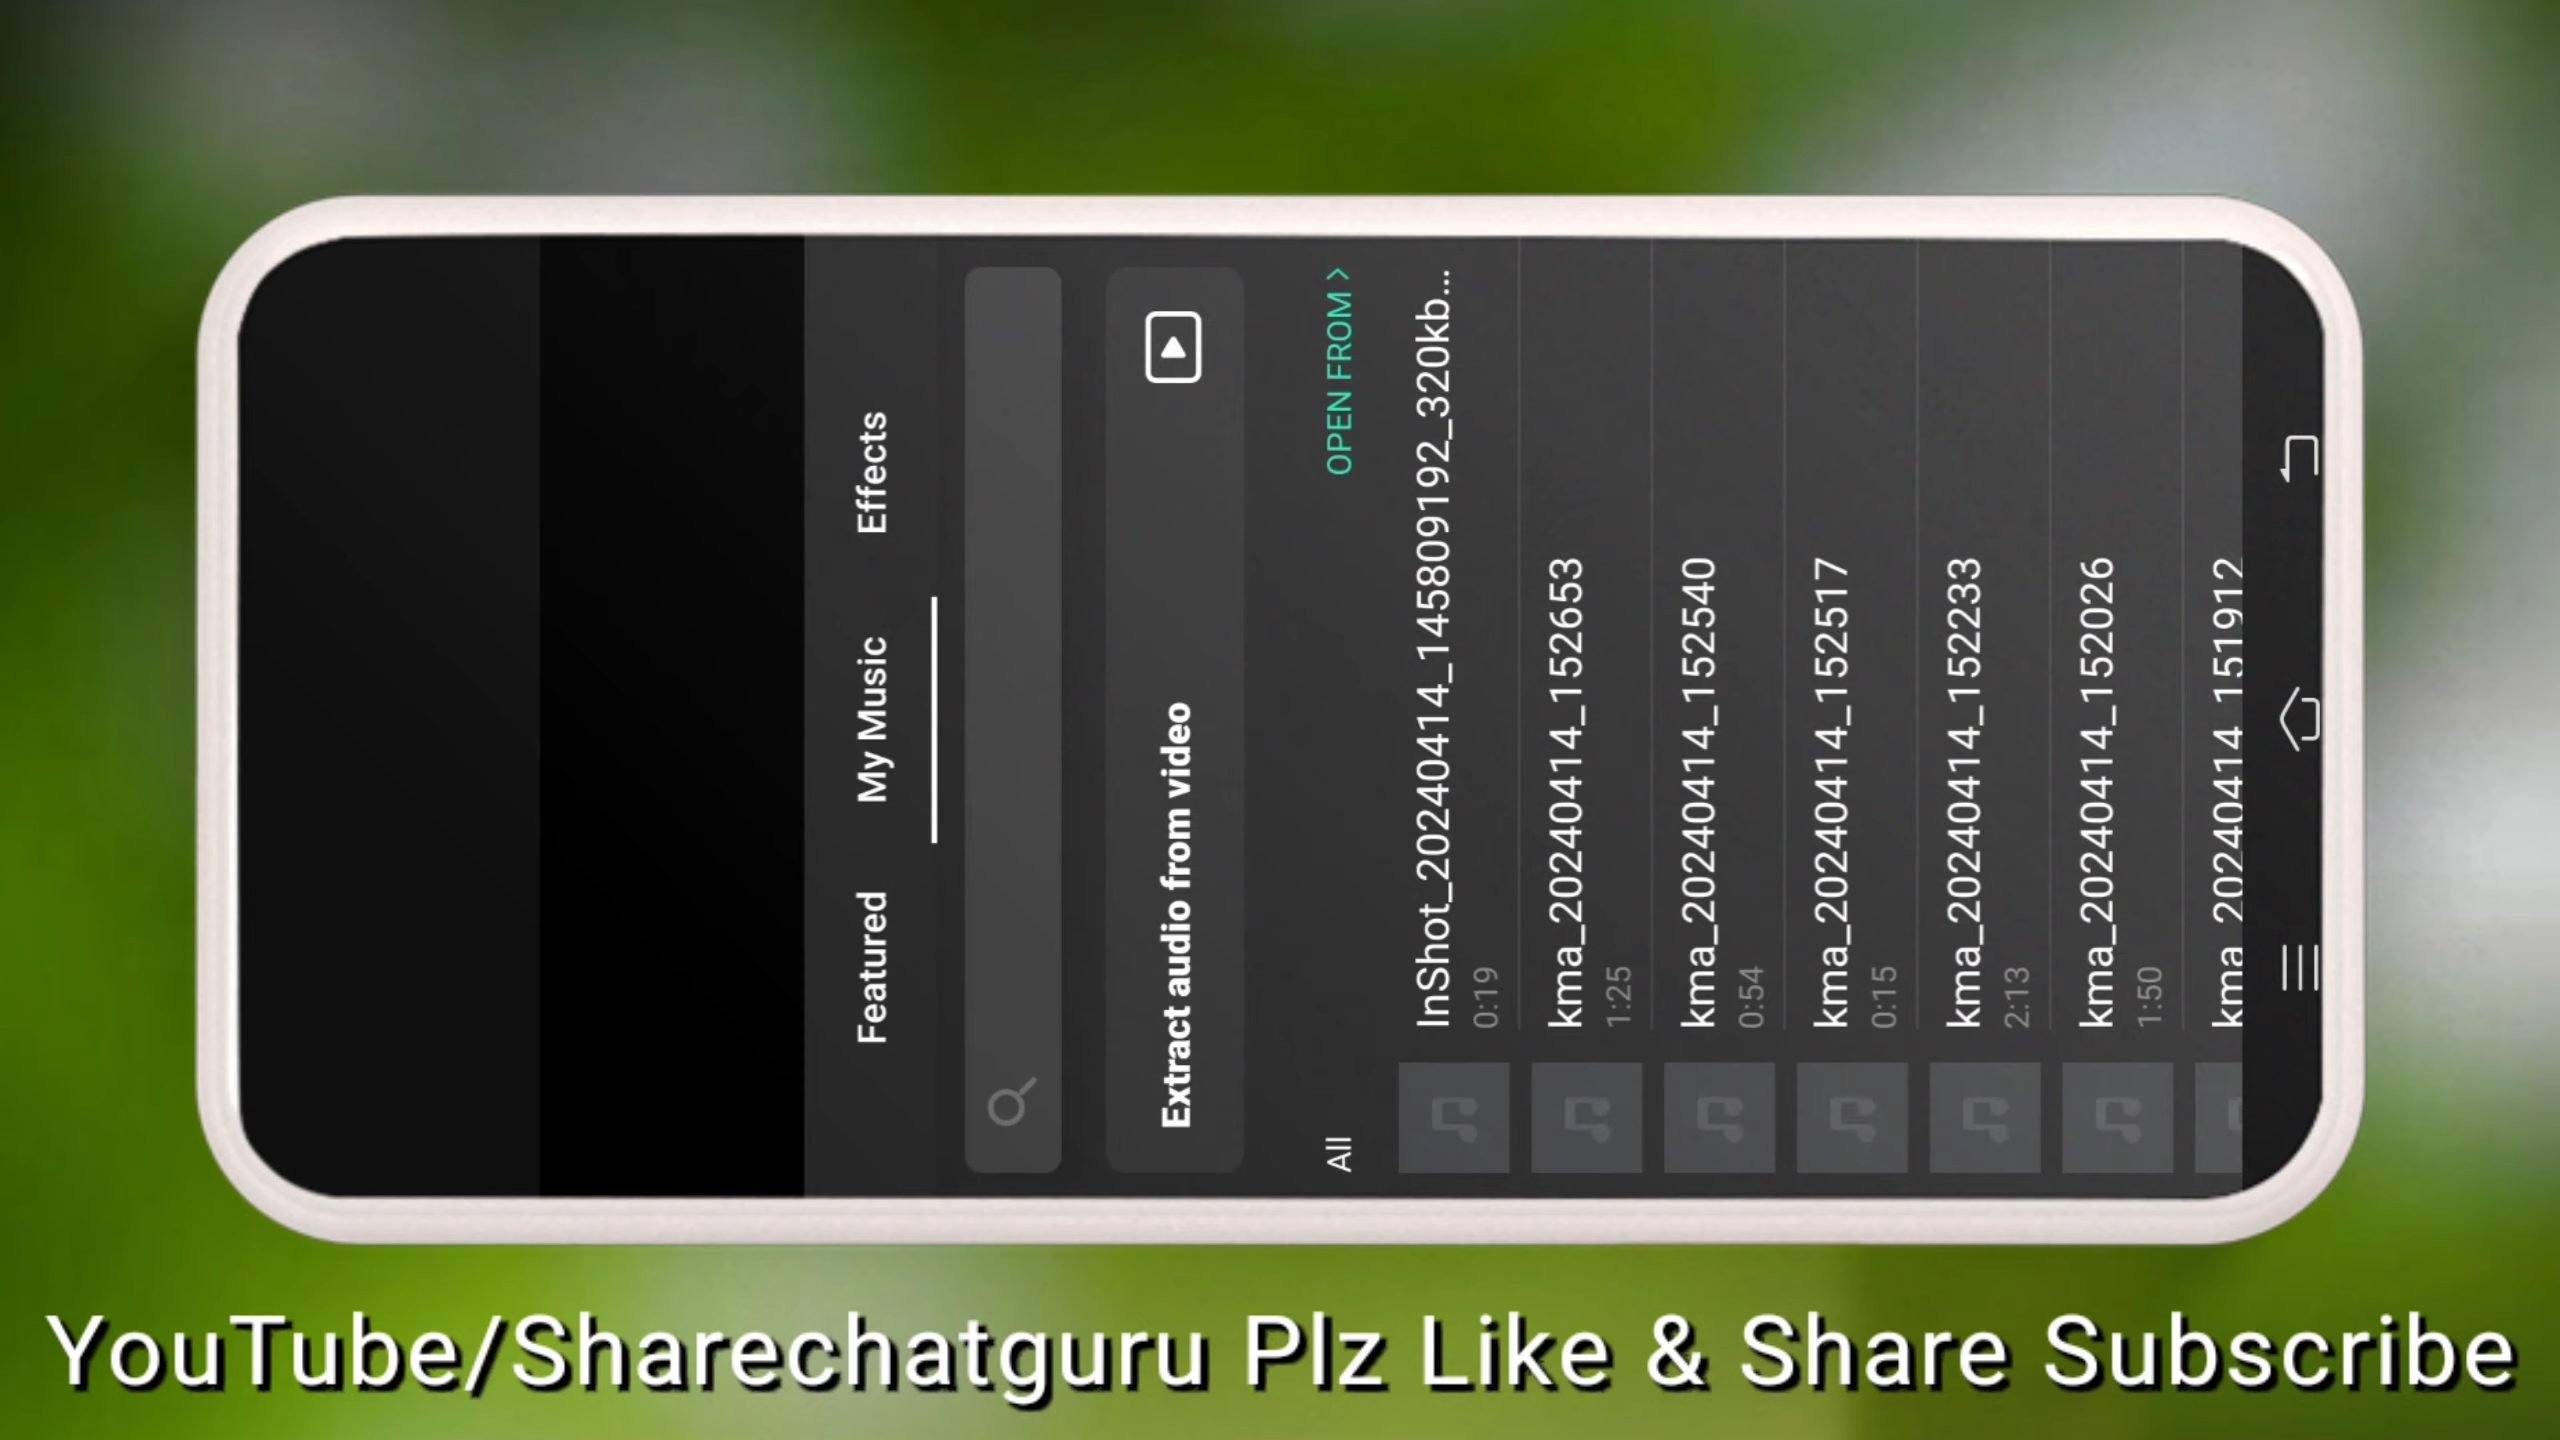 Featured My Music Effects
Extract audio from video
All OPEN FROM >
InShot_20240414_145809192_320kb...
0:19
kma_20240414_152653
1:25
kma_20240414_152540
0:54
kma_20240414_152517
0:15
kma_20240414_152233
2:13
kma_20240414_152026
1:50
kma_20240414_151912
YouTube/Sharechatguru Plz Like & Share Subscribe